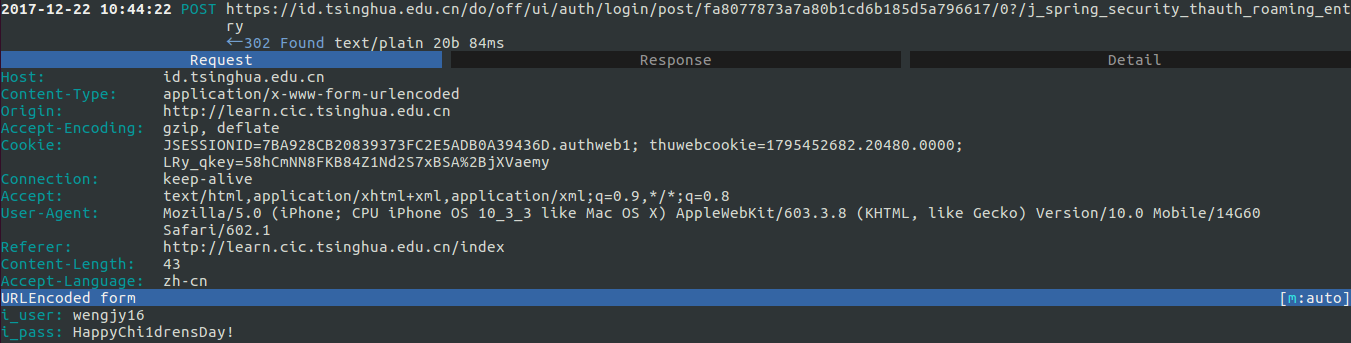 2017-12-22 10:44:22 POST https://id.tsinghua.edu.cn/do/off/ui/auth/login/post/fa8077873a7a80b1cd6b185d5a796617/0?/j_spring_security_thauth_roaming_ent
ry
←302 Found text/plain 20b 84ms
Request Response Detail
Host: id.tsinghua.edu.cn
Content-Type: application/x-www-form-urlencoded
Origin: http://learn.cic.tsinghua.edu.cn
Accept-Encoding: gzip, deflate
Cookie: JSESSIONID=7BA928CB20839373FC2E5ADB0A39436D.authweb1; thuwebcookie=1795452682.20480.0000;
LRy_qkey=58hCmNN8FKB84Z1Nd2S7xBSA%2BjXVaemy
Connection: keep-alive
Accept: text/html,application/xhtml+xml,application/xml;q=0.9,*/*;q=0.8
User-Agent: Mozilla/5.0 (iPhone; CPU iPhone OS 10_3_3 like Mac OS X) AppleWebKit/603.3.8 (KHTML, like Gecko) Version/10.0 Mobile/14G60
Safari/602.1
Referer: http://learn.cic.tsinghua.edu.cn/index
Content-Length: 43
Accept-Language: zh-cn
URLEncoded form [m:auto]
i_user: wengjy16
i_pass: HappyChi1drensDay!